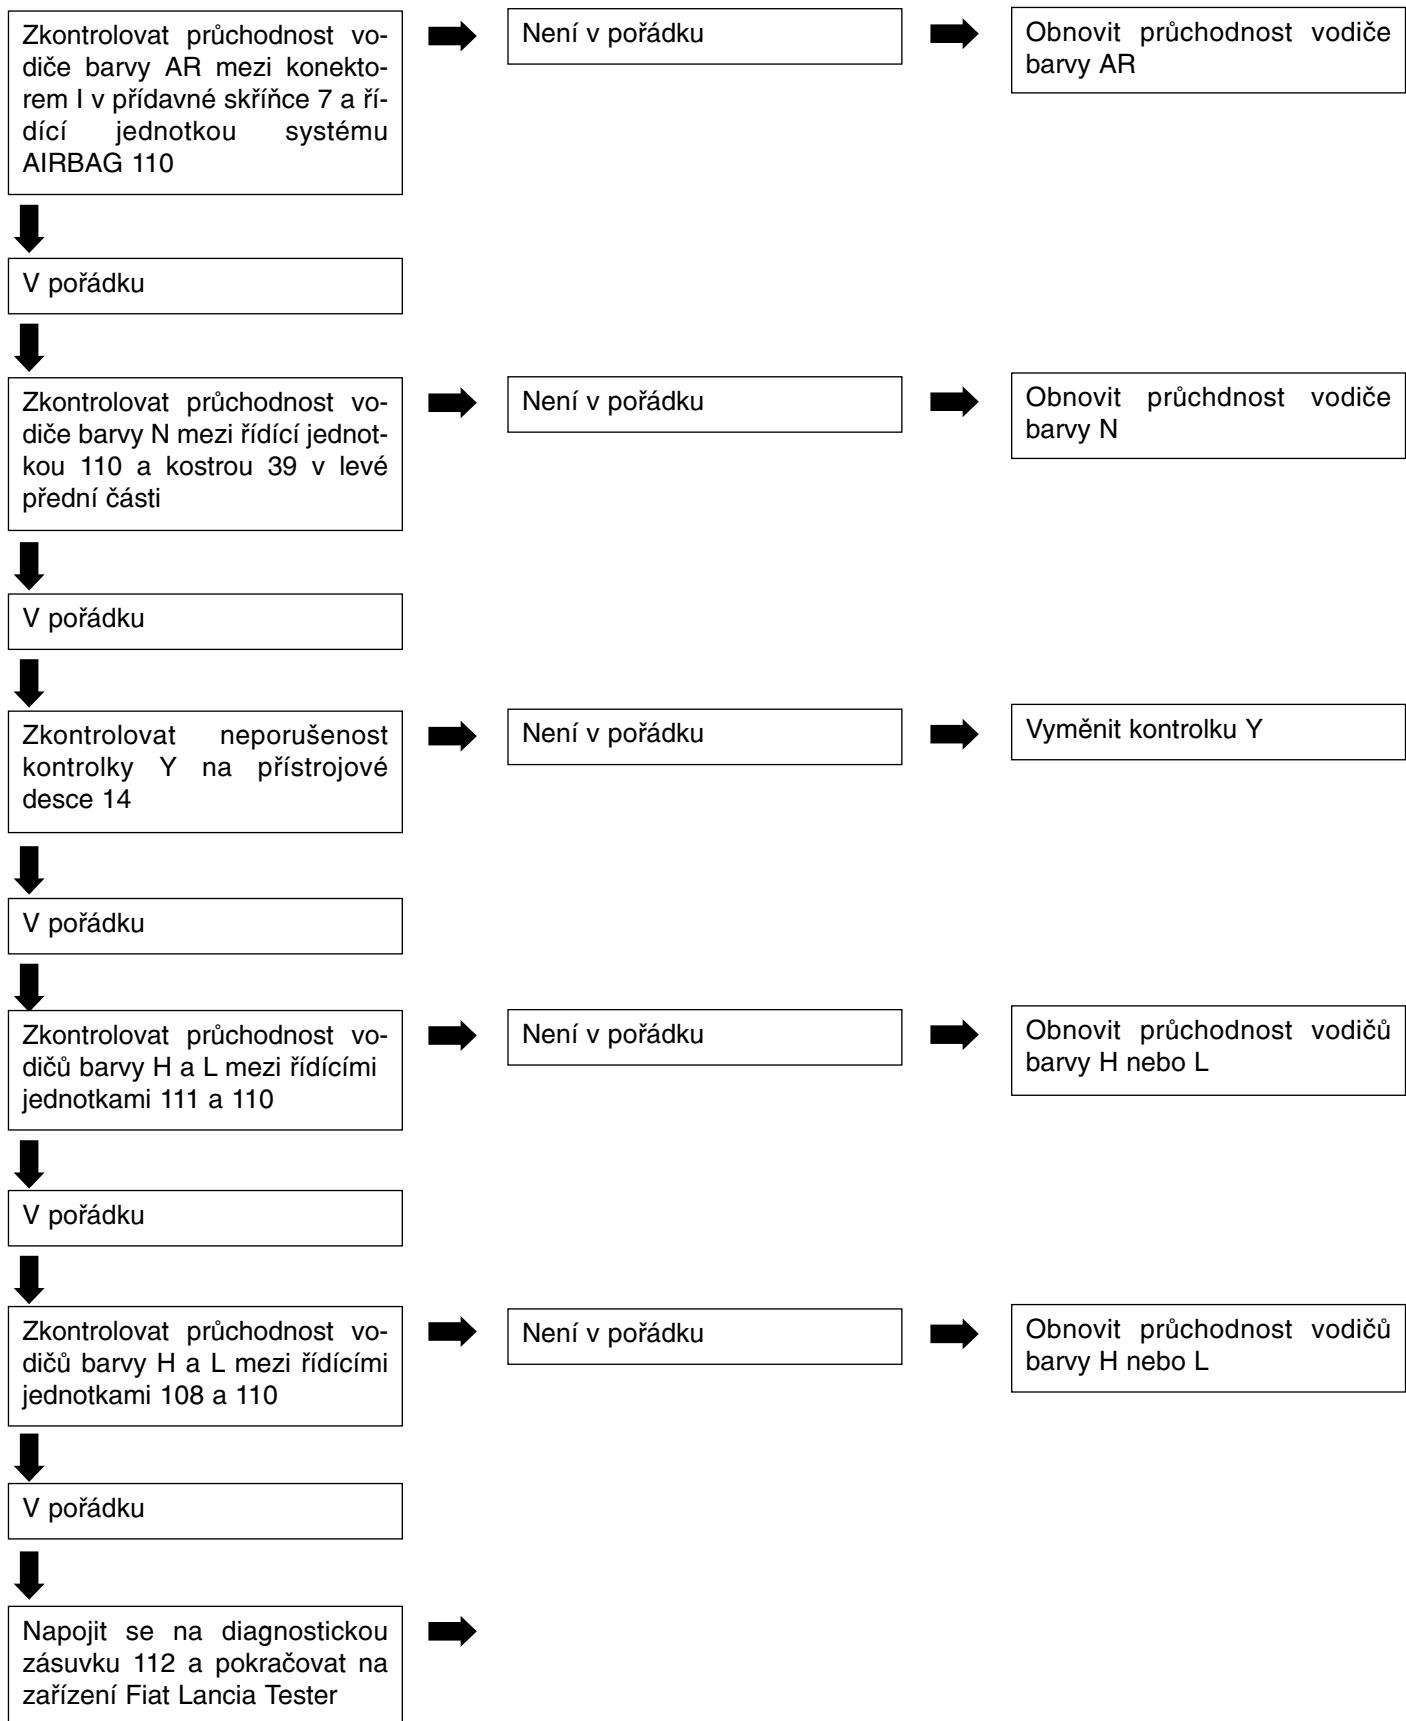 Zkontrolovat průchodnost vo-
diče barvy AR mezi konekto-
rem I v přídavné skříňce 7 a ří-
dící jednotkou systému
AIRBAG 110
Není v pořádku
Obnovit průchodnost vodiče
barvy AR
V pořádku
Zkontrolovat průchodnost vo-
diče barvy N mezi řídící jednot-
kou 110 a kostrou 39 v levé
přední části
Není v pořádku
Obnovit průchdnost vodiče
barvy N
V pořádku
Zkontrolovat neporušenost
kontrolky Y na přístrojové
desce 14
Není v pořádku
Vyměnit kontrolku Y
V pořádku
Zkontrolovat průchodnost vo-
dičů barvy H a L mezi řídícími
jednotkami 111 a 110
Není v pořádku
Obnovit průchodnost vodičů
barvy H nebo L
V pořádku
Zkontrolovat průchodnost vo-
dičů barvy H a L mezi řídícími
jednotkami 108 a 110
Není v pořádku
Obnovit průchodnost vodičů
barvy H nebo L
V pořádku
Napojit se na diagnostickou
zásuvku 112 a pokračovat na
zařízení Fiat Lancia Tester